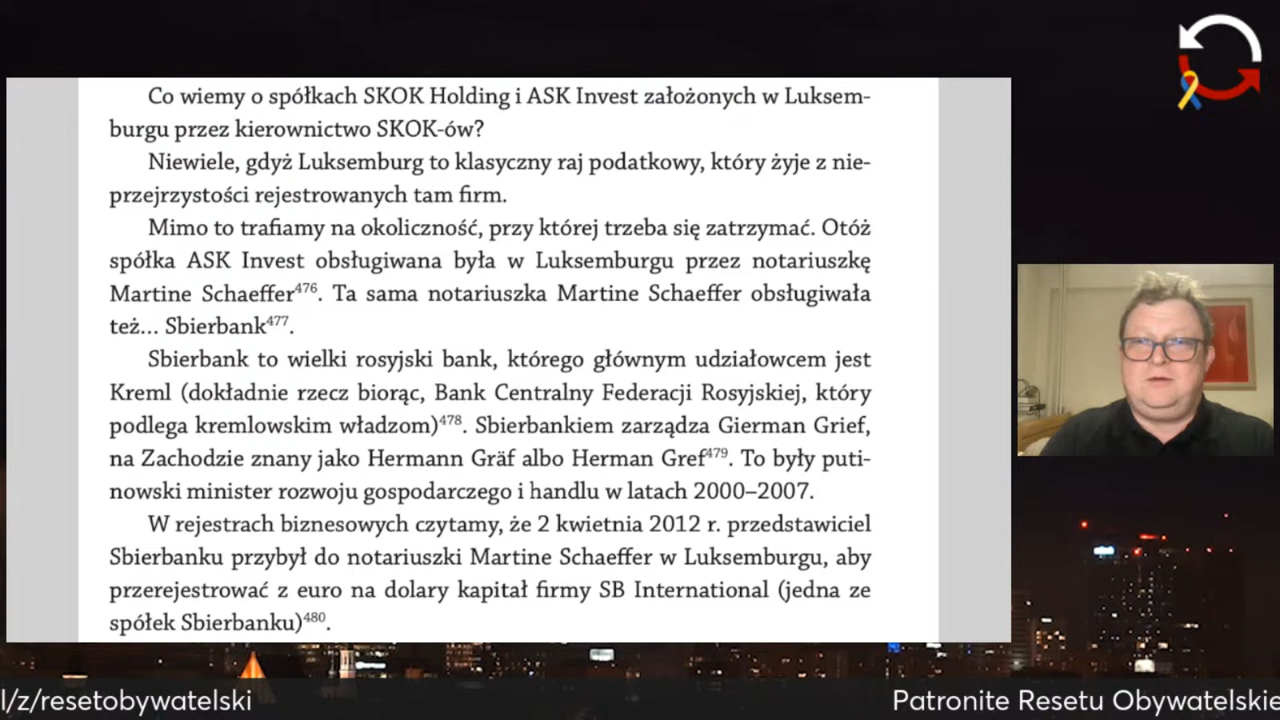 Co wiemy o spółkach SKOK Holding i ASK Invest założonych w Luksem-
burgu przez kierownictwo SKOK-ów?
Niewiele, gdyż Luksemburg to klasyczny raj podatkowy, który żyje z nie-
przejrzystości rejestrowanych tam firm.
Mimo to trafiamy na okoliczność, przy której trzeba się zatrzymać. Otóż
spółka ASK Invest obsługiwana była w Luksemburgu przez notariuszkę
Martine Schaeffer⁴⁷⁶. Ta sama notariuszka Martine Schaeffer obsługiwała
też... Sbierbank⁴⁷⁷.
Sbierbank to wielki rosyjski bank, którego głównym udziałowcem jest
Kreml (dokładnie rzecz biorąc, Bank Centralny Federacji Rosyjskiej, który
podlega kremlowskim władzom)⁴⁷⁸. Sbierbankiem zarządza Gierman Grief,
na Zachodzie znany jako Hermann Gräf albo Herman Gref⁴⁷⁹. To były puti-
nowski minister rozwoju gospodarczego i handlu w latach 2000–2007.
W rejestrach biznesowych czytamy, że 2 kwietnia 2012 r. przedstawiciel
Sbierbanku przybył do notariuszki Martine Schaeffer w Luksemburgu, aby
przerejestrować z euro na dolary kapitał firmy SB International (jedna ze
spółek Sbierbanku)⁴⁸⁰.
l/z/resetobywatelski
Patronite Resetu Obywatelskie